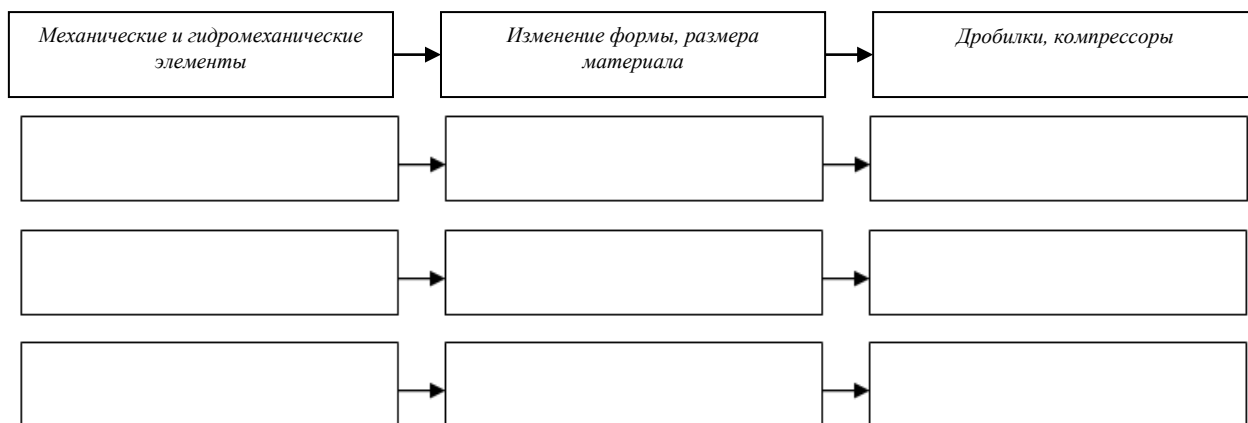 Механические и гидромеханические
элементы
Изменение формы, размера
материала
Дробилки, компрессоры